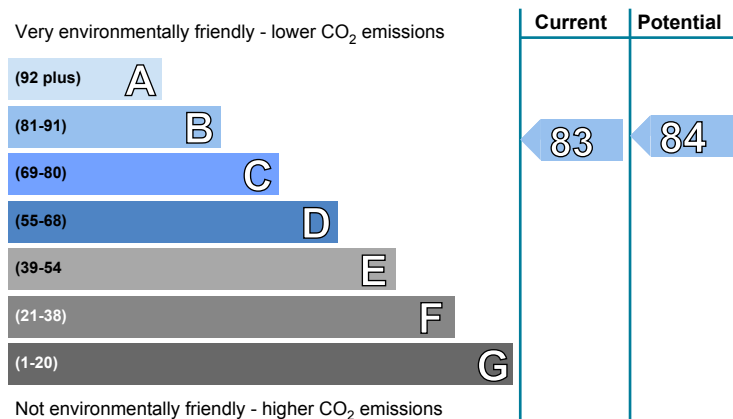 Very environmentally friendly - lower CO₂ emissions
Current
Potential
(92 plus) A
(81-91) B
83
84
(69-80) C
(55-68) D
(39-54 E
(21-38) F
(1-20) G
Not environmentally friendly - higher CO₂ emissions